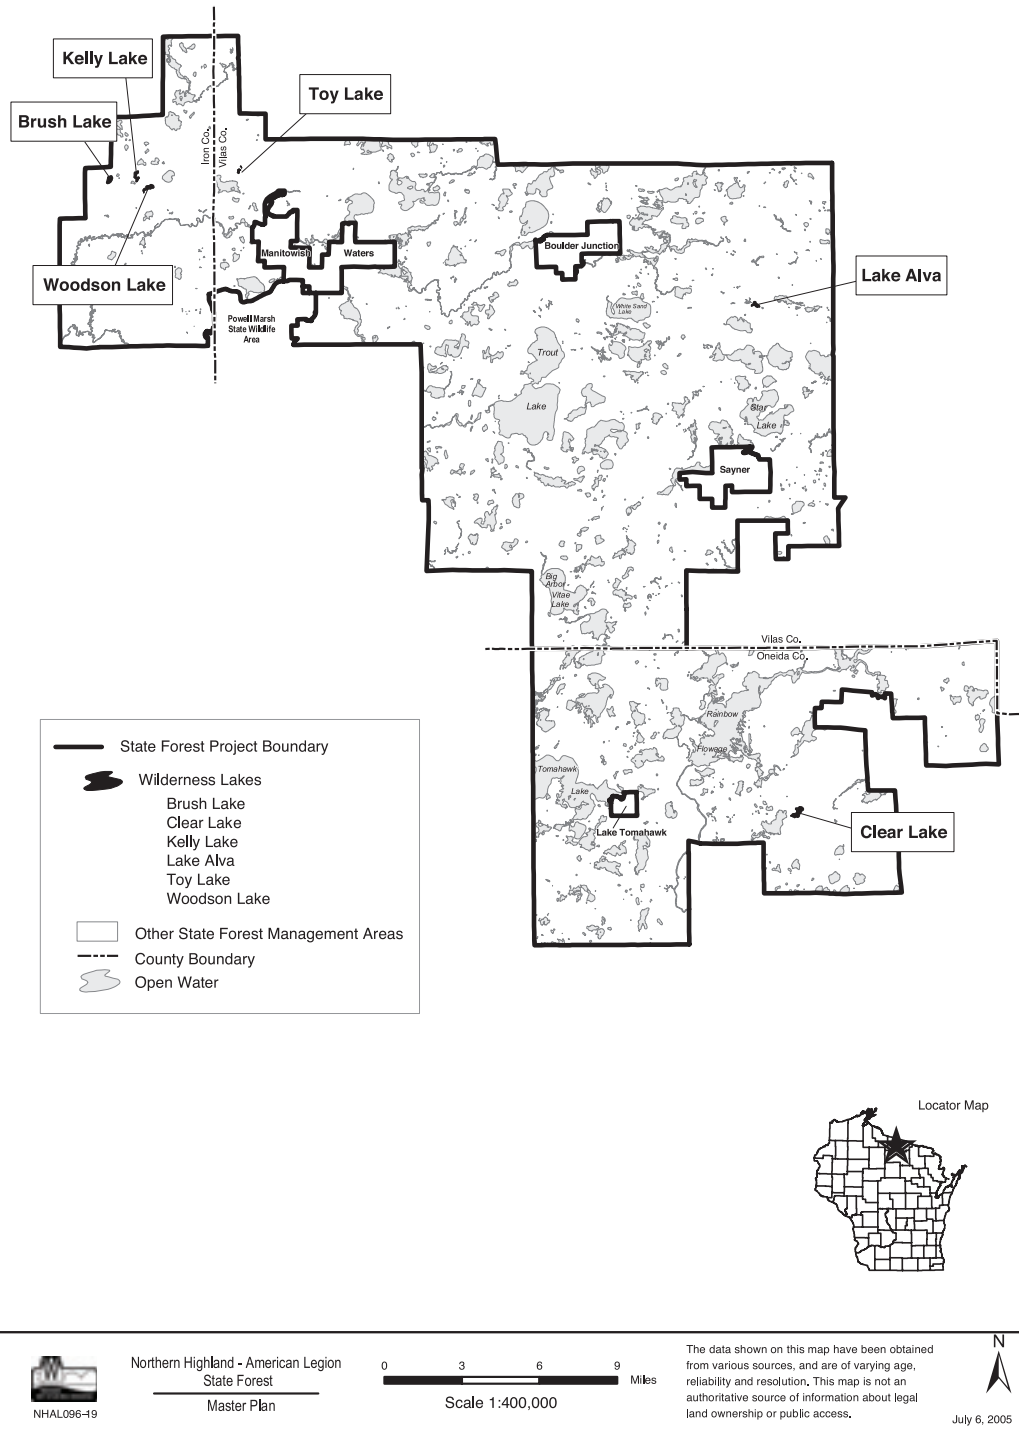 Kelly Lake
Toy Lake
Brush Lake
Iron Co.
Vilas Co.
Manitowish
Waters
Boulder Junction
Lake Alva
Woodson Lake
White Sand
Lake
Powell Marsh
State Wildlife
Area
Trout
Lake
Star
Lake
Sayner
Big
Arbor
Vitae
Lake
Vilas Co.
Oneida Co.
Rainbow
Flowage
Tomahawk
Lake
Lake Tomahawk
Clear Lake
State Forest Project Boundary
Wilderness Lakes
Brush Lake
Clear Lake
Kelly Lake
Lake Alva
Toy Lake
Woodson Lake
Other State Forest Management Areas
County Boundary
Open Water
Locator Map
NHAL096-19
Northern Highland - American Legion
State Forest
Master Plan
0 3 6 9
Miles
Scale 1:400,000
The data shown on this map have been obtained
from various sources, and are of varying age,
reliability and resolution. This map is not an
authoritative source of information about legal
land ownership or public access.
N
July 6, 2005